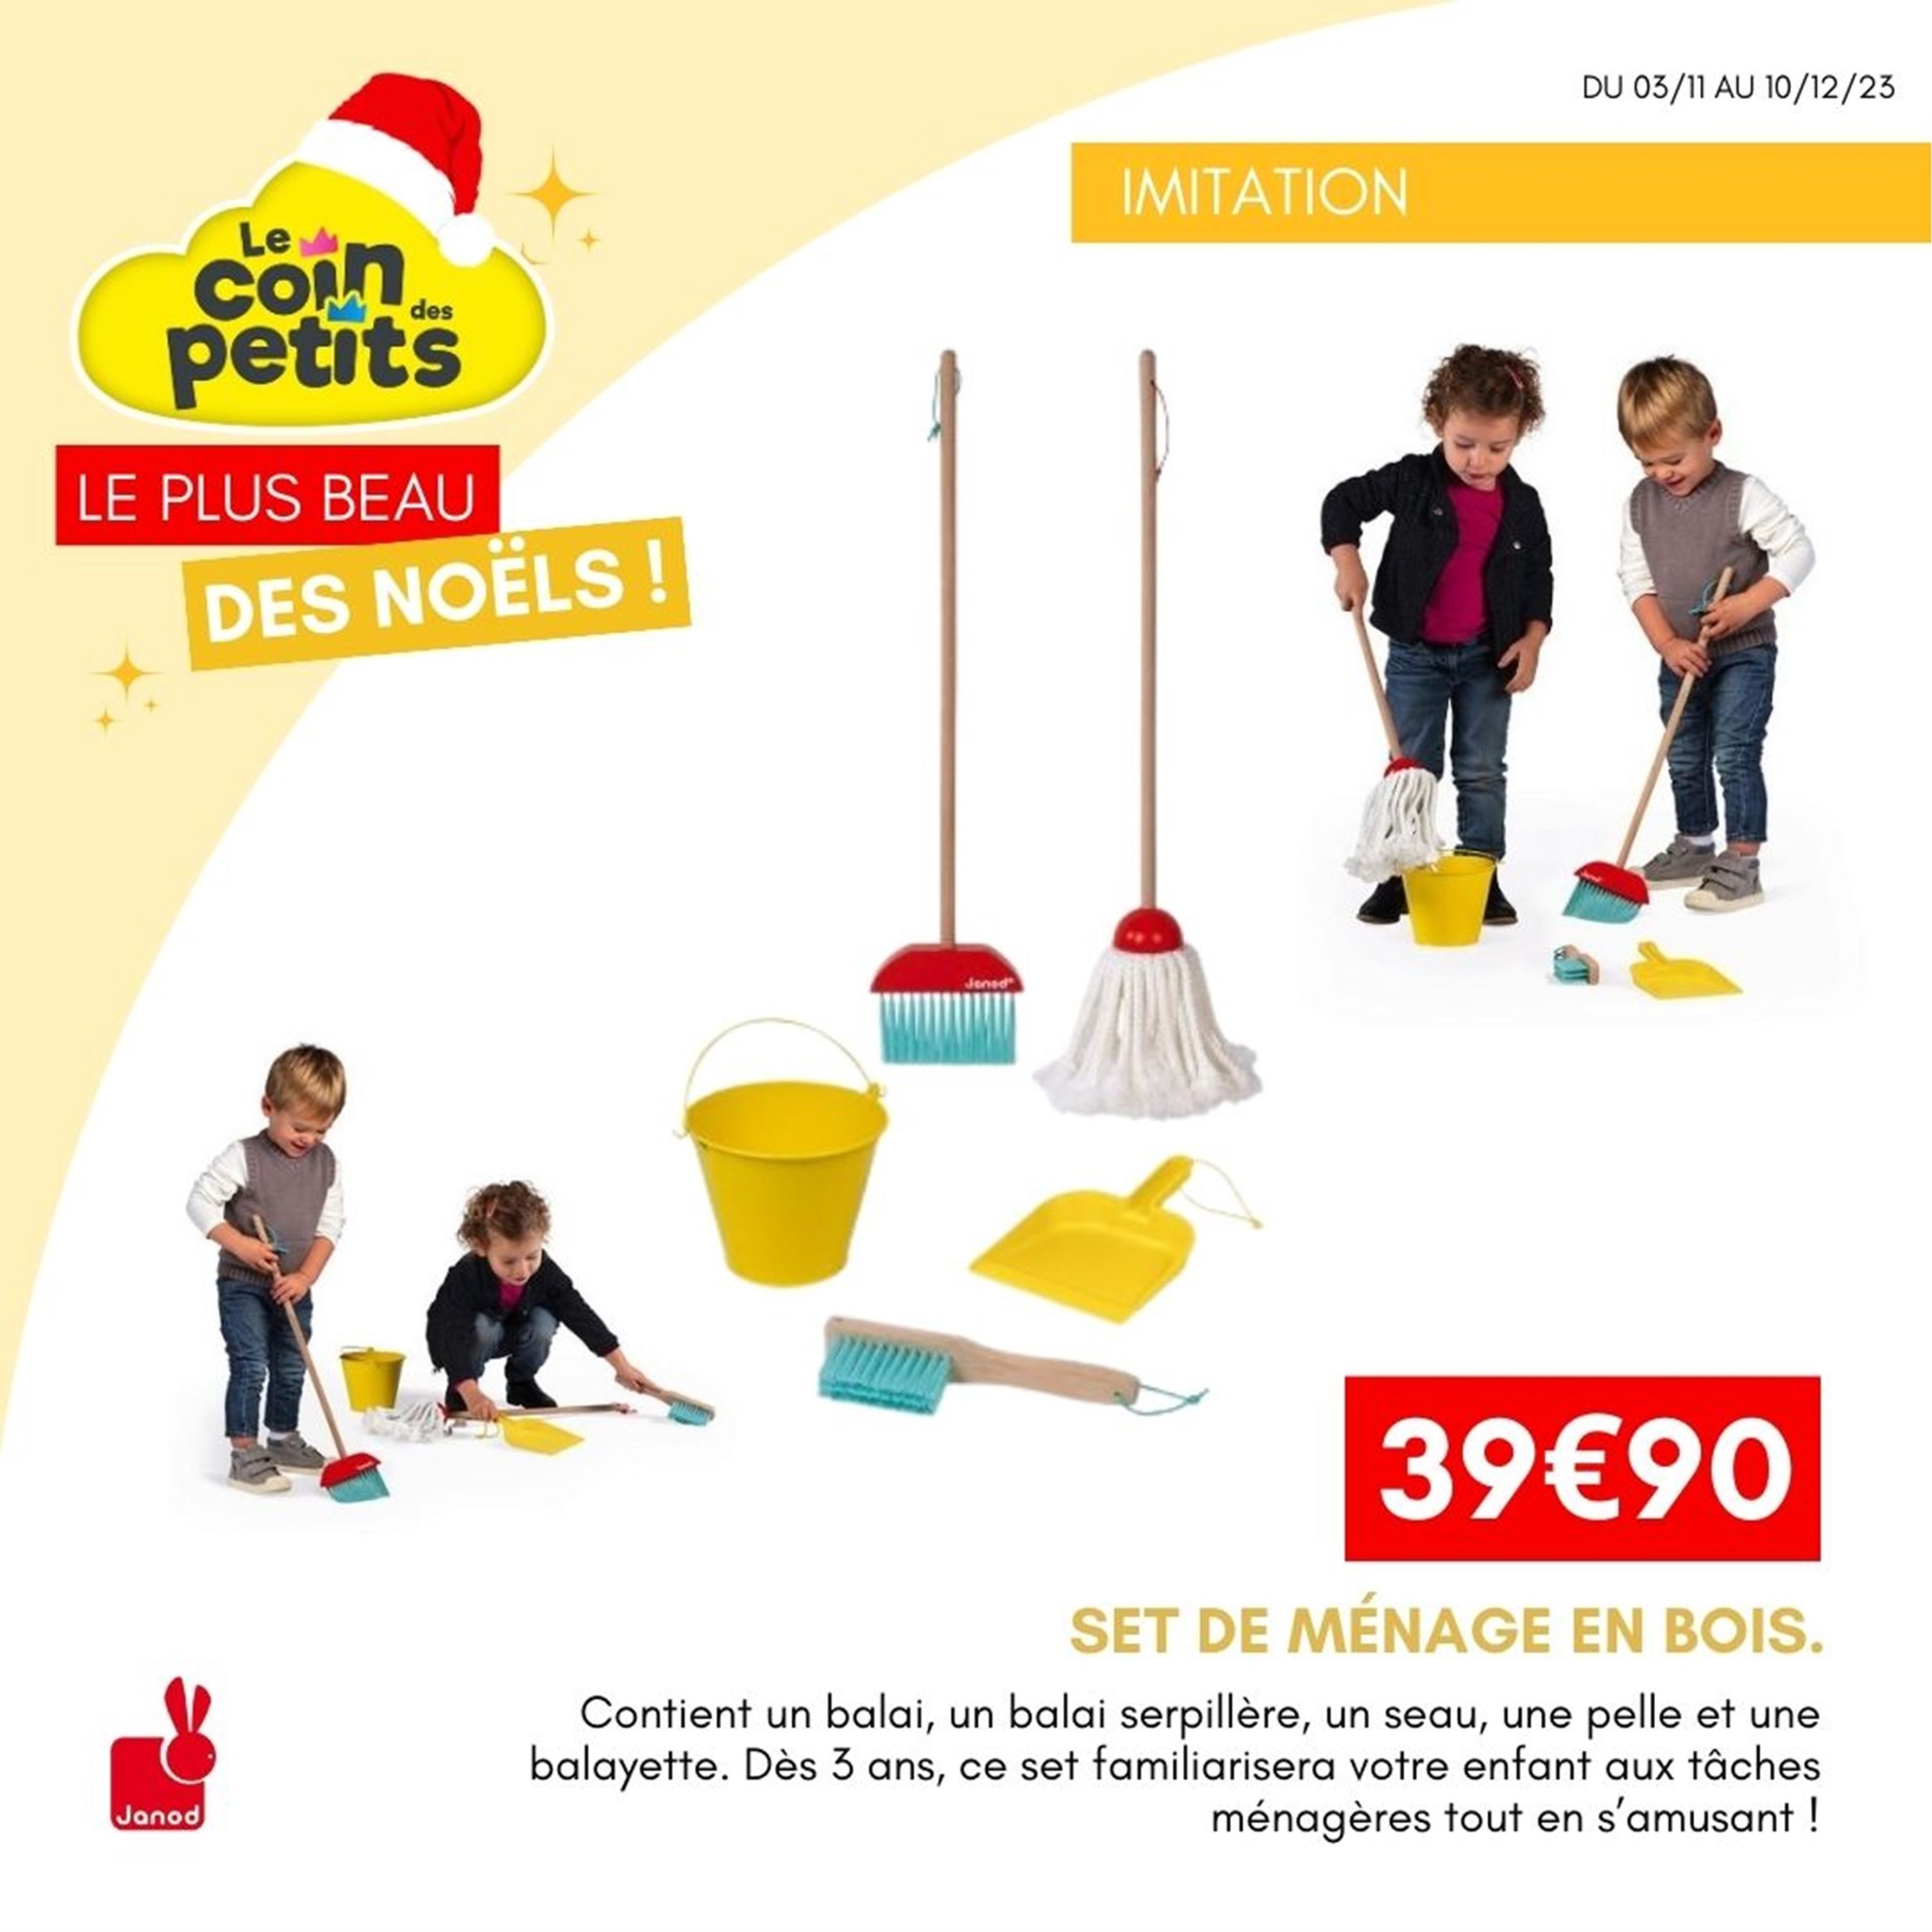 DU 03/11 AU 10/12/23
IMITATION
Le
coin
des
petits
LE PLUS BEAU
DES NOËLS !
Janod
Janod
Janod
39€90
SET DE MÉNAGE EN BOIS.
Contient un balai, un balai serpillère, un seau, une pelle et une
balayette. Dès 3 ans, ce set familiarisera votre enfant aux tâches
ménagères tout en s’amusant !
Janod